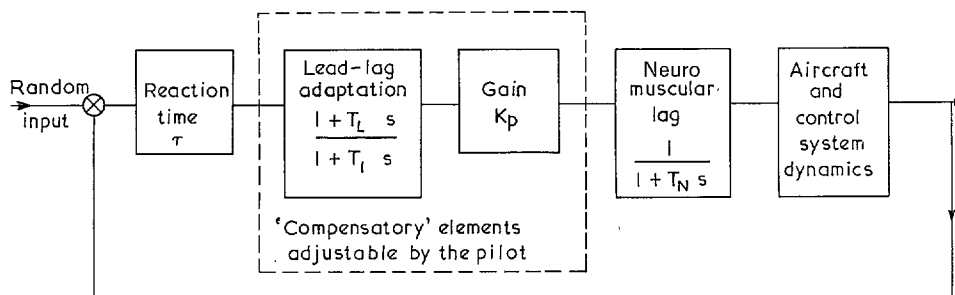 Random
input
Reaction
time
τ
Lead-lag
adaptation
1 + T_L s
1 + T_I s
Gain
K_p
'Compensatory' elements
adjustable by the pilot
Neuro
muscular
lag
1
1 + T_N s
Aircraft
and
control
system
dynamics